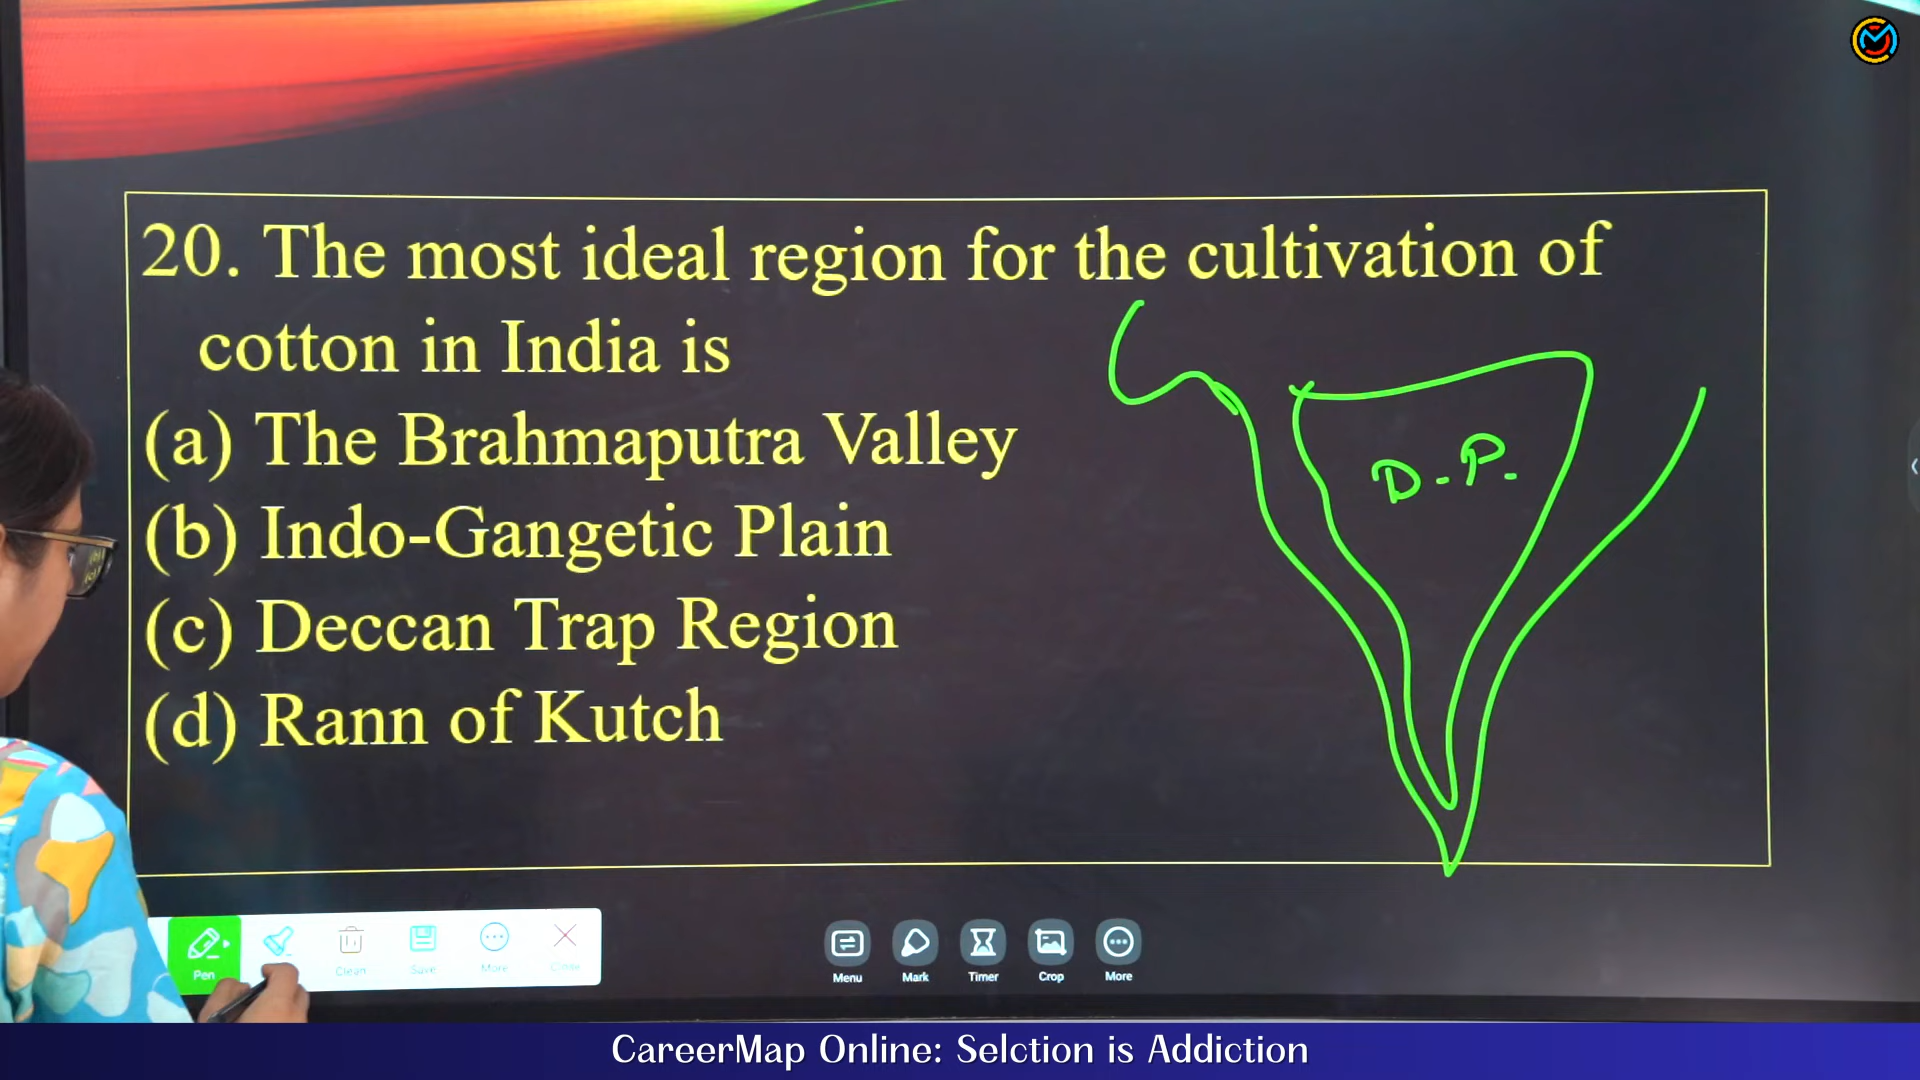 20. The most ideal region for the cultivation of
cotton in India is
(a) The Brahmaputra Valley
(b) Indo-Gangetic Plain
(c) Deccan Trap Region
(d) Rann of Kutch
D.P.
Pen
Clean
Save
More
Close
Menu
Mark
Timer
Crop
More
CareerMap Online: Selction is Addiction